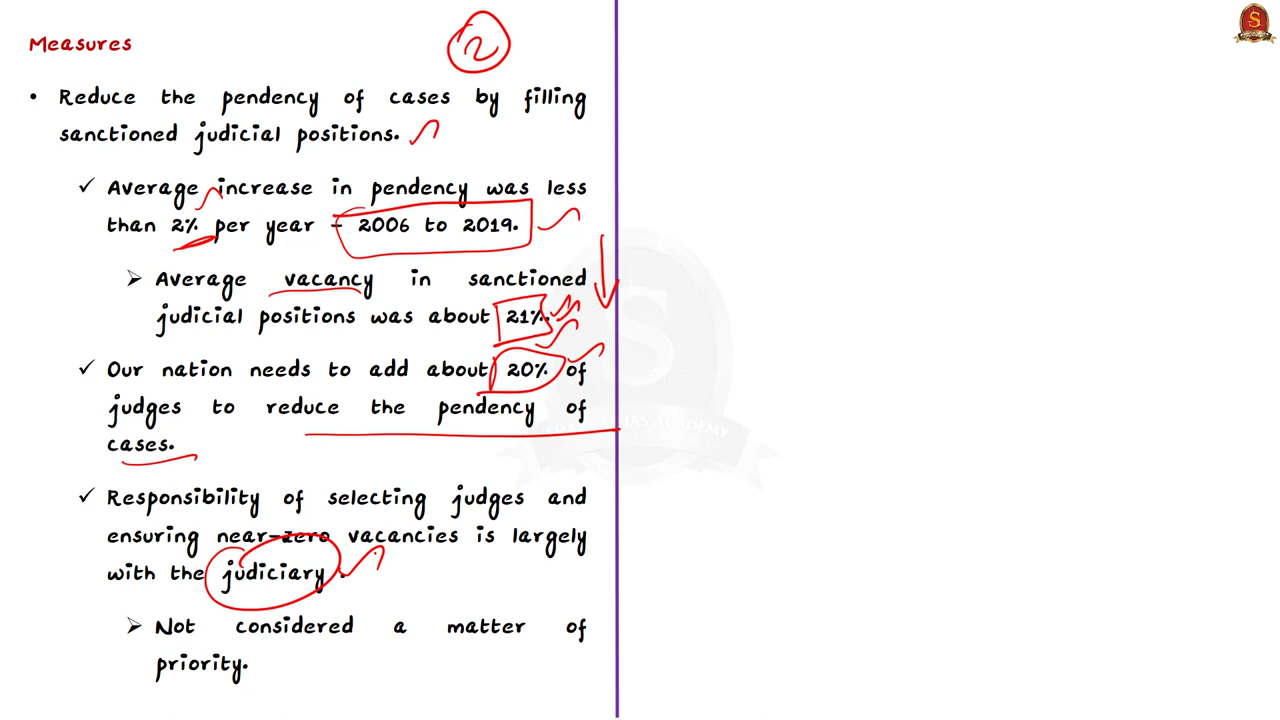 Measures
2
• Reduce the pendency of cases by filling
sanctioned judicial positions.
✓ Average increase in pendency was less
than 2% per year - 2006 to 2019.
➢ Average vacancy in sanctioned
judicial positions was about 21%.
✓ Our nation needs to add about 20% of
judges to reduce the pendency of
cases.
✓ Responsibility of selecting judges and
ensuring near-zero vacancies is largely
with the judiciary.
➢ Not considered a matter of
priority.
S
ACADEMY